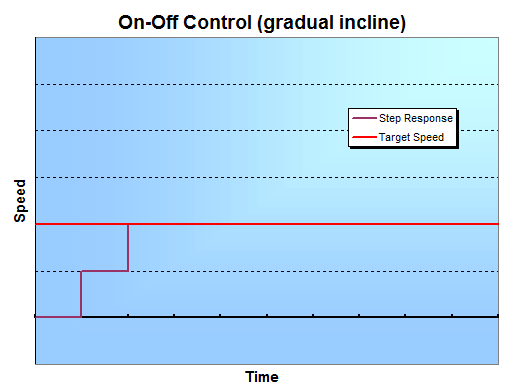 On-Off Control (gradual incline)
Step Response
Target Speed
Speed
Time